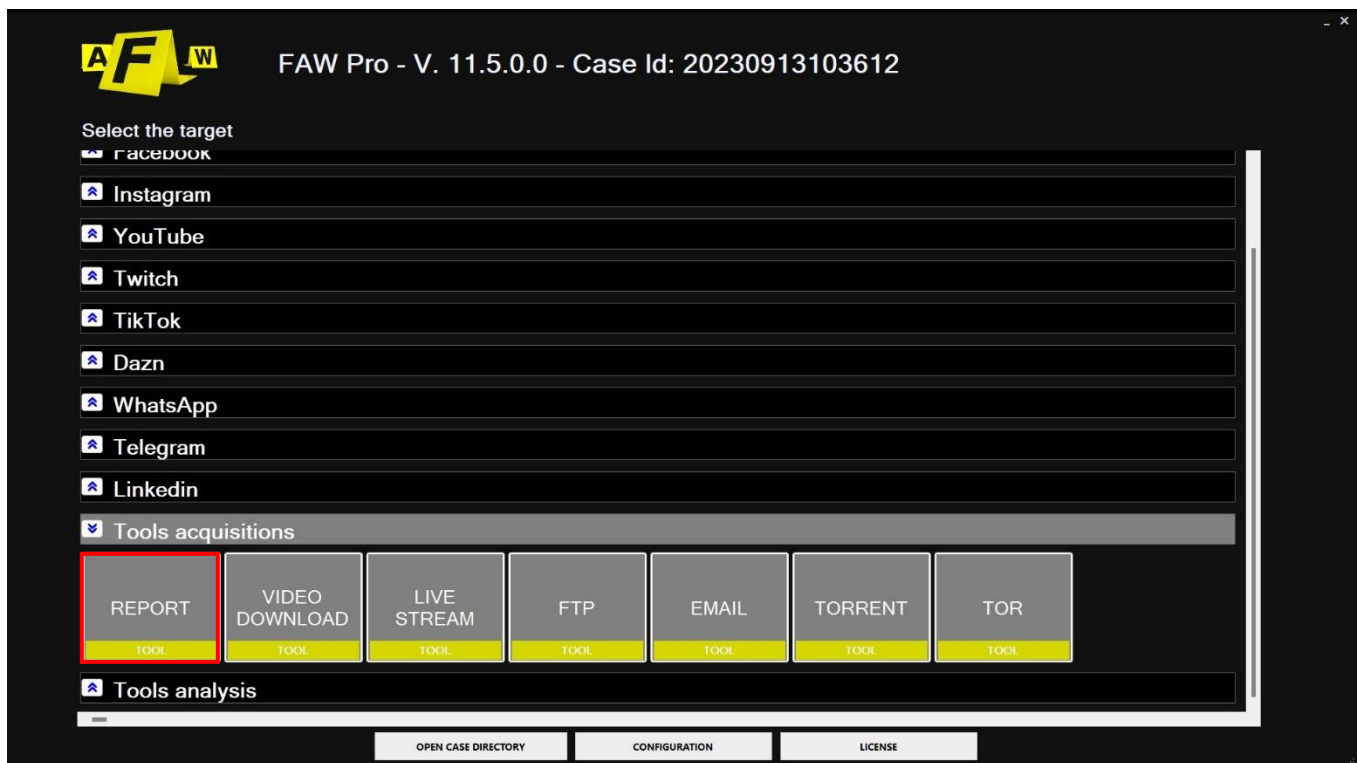 A F W
FAW Pro - V. 11.5.0.0 - Case Id: 20230913103612
Select the target
Facebook
Instagram
YouTube
Twitch
TikTok
Dazn
WhatsApp
Telegram
Linkedin
Tools acquisitions
REPORT
TOOL
VIDEO
DOWNLOAD
TOOL
LIVE
STREAM
TOOL
FTP
TOOL
EMAIL
TOOL
TORRENT
TOOL
TOR
TOOL
Tools analysis
OPEN CASE DIRECTORY
CONFIGURATION
LICENSE